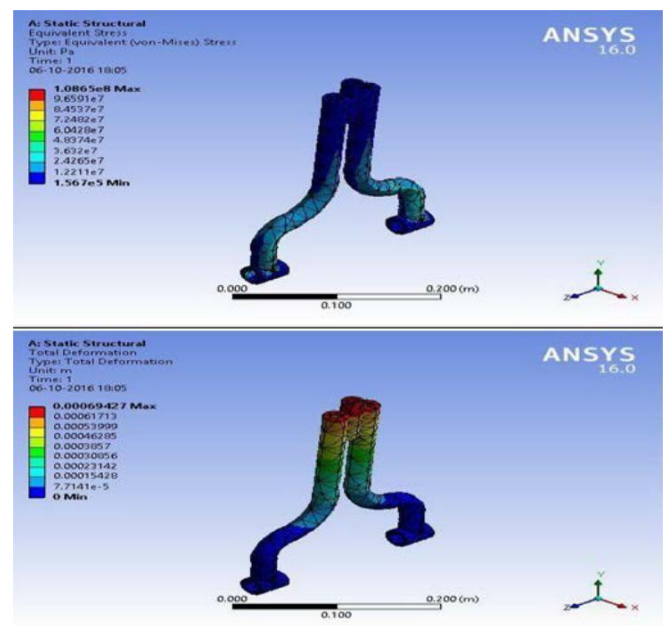 A: Static Structural
Equivalent Stress
Type: Equivalent (von-Mises) Stress
Unit: Pa
Time: 1
06-10-2016 18:05
1.0865e8 Max
9.6591e7
8.4537e7
7.2482e7
6.0428e7
4.8374e7
3.632e7
2.4265e7
1.2211e7
1.567e5 Min
ANSYS
16.0
0.000
0.200 (m)
0.100
Y
Z
X
A: Static Structural
Total Deformation
Type: Total Deformation
Unit: m
Time: 1
06-10-2016 18:05
0.00069427 Max
0.00061713
0.00053999
0.00046285
0.0003857
0.00030856
0.00023142
0.00015428
7.7141e-5
0 Min
ANSYS
16.0
0.000
0.200 (m)
0.100
Y
Z
X